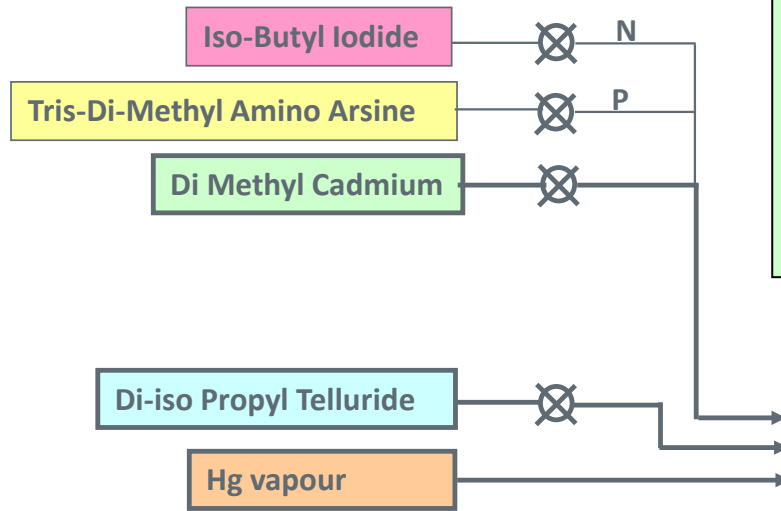 Iso-Butyl Iodide
N
Tris-Di-Methyl Amino Arsine
P
Di Methyl Cadmium
Di-iso Propyl Telluride
Hg vapour